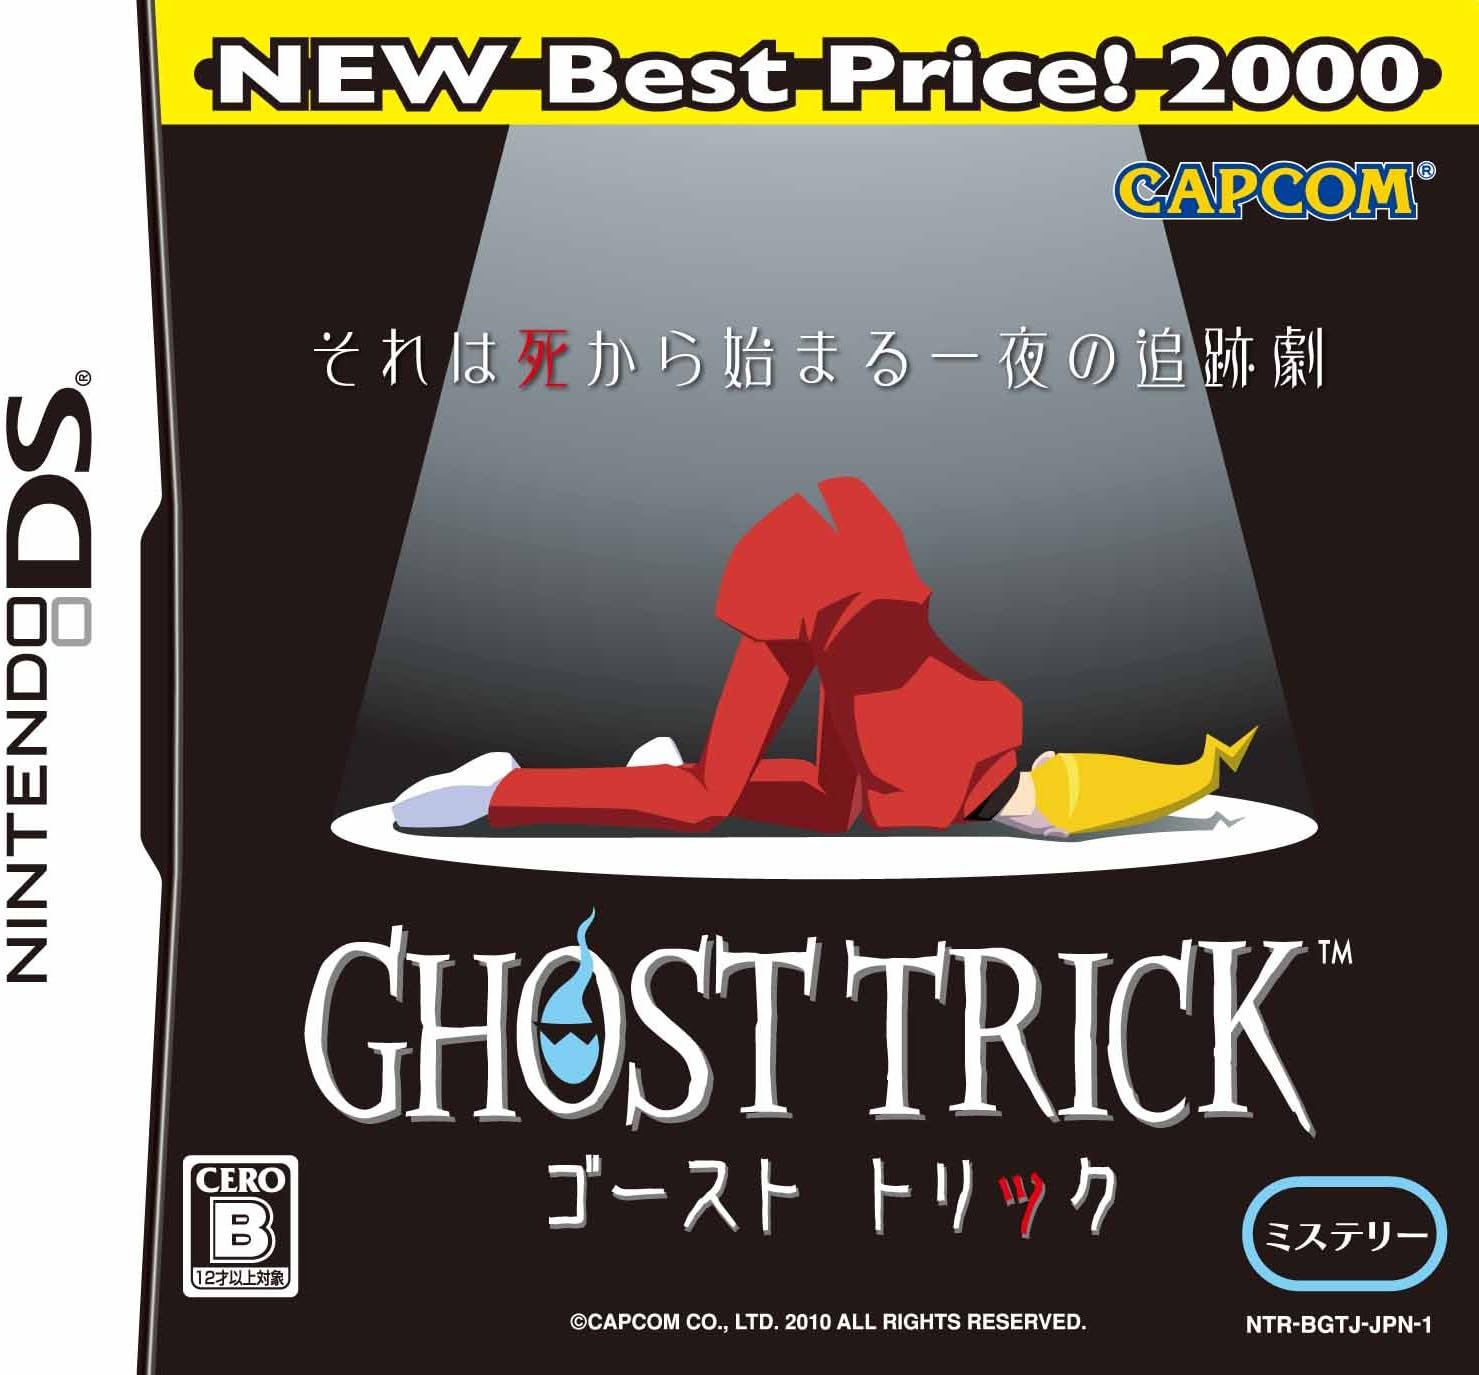 NEW Best Price! 2000
CAPCOM®
それは死から始まる一夜の追跡劇
NINTENDO DS®
GHOST TRICK™
ゴースト トリック
CERO
B
12才以上対象
ミステリー
©CAPCOM CO., LTD. 2010 ALL RIGHTS RESERVED.
NTR-BGTJ-JPN-1